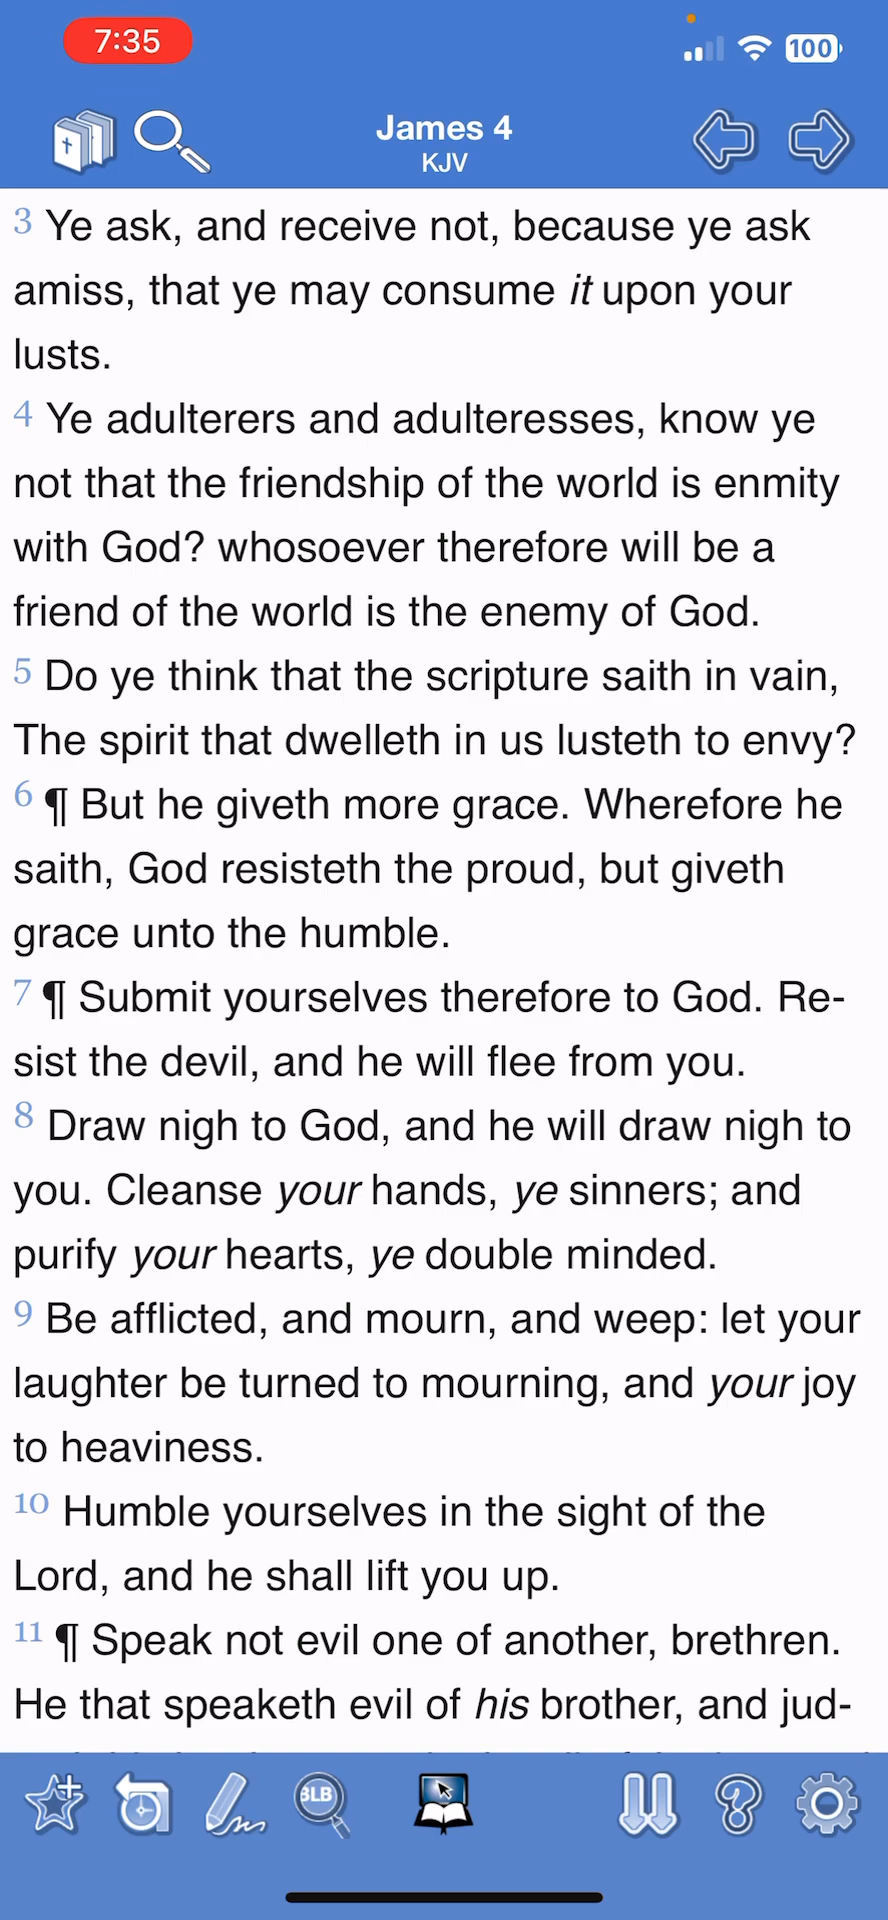 7:35
100
James 4
KJV
3 Ye ask, and receive not, because ye ask
amiss, that ye may consume it upon your
lusts.
4 Ye adulterers and adulteresses, know ye
not that the friendship of the world is enmity
with God? whosoever therefore will be a
friend of the world is the enemy of God.
5 Do ye think that the scripture saith in vain,
The spirit that dwelleth in us lusteth to envy?
6 ¶ But he giveth more grace. Wherefore he
saith, God resisteth the proud, but giveth
grace unto the humble.
7 ¶ Submit yourselves therefore to God. Re-
sist the devil, and he will flee from you.
8 Draw nigh to God, and he will draw nigh to
you. Cleanse your hands, ye sinners; and
purify your hearts, ye double minded.
9 Be afflicted, and mourn, and weep: let your
laughter be turned to mourning, and your joy
to heaviness.
10 Humble yourselves in the sight of the
Lord, and he shall lift you up.
11 ¶ Speak not evil one of another, brethren.
He that speaketh evil of his brother, and jud-
BLB